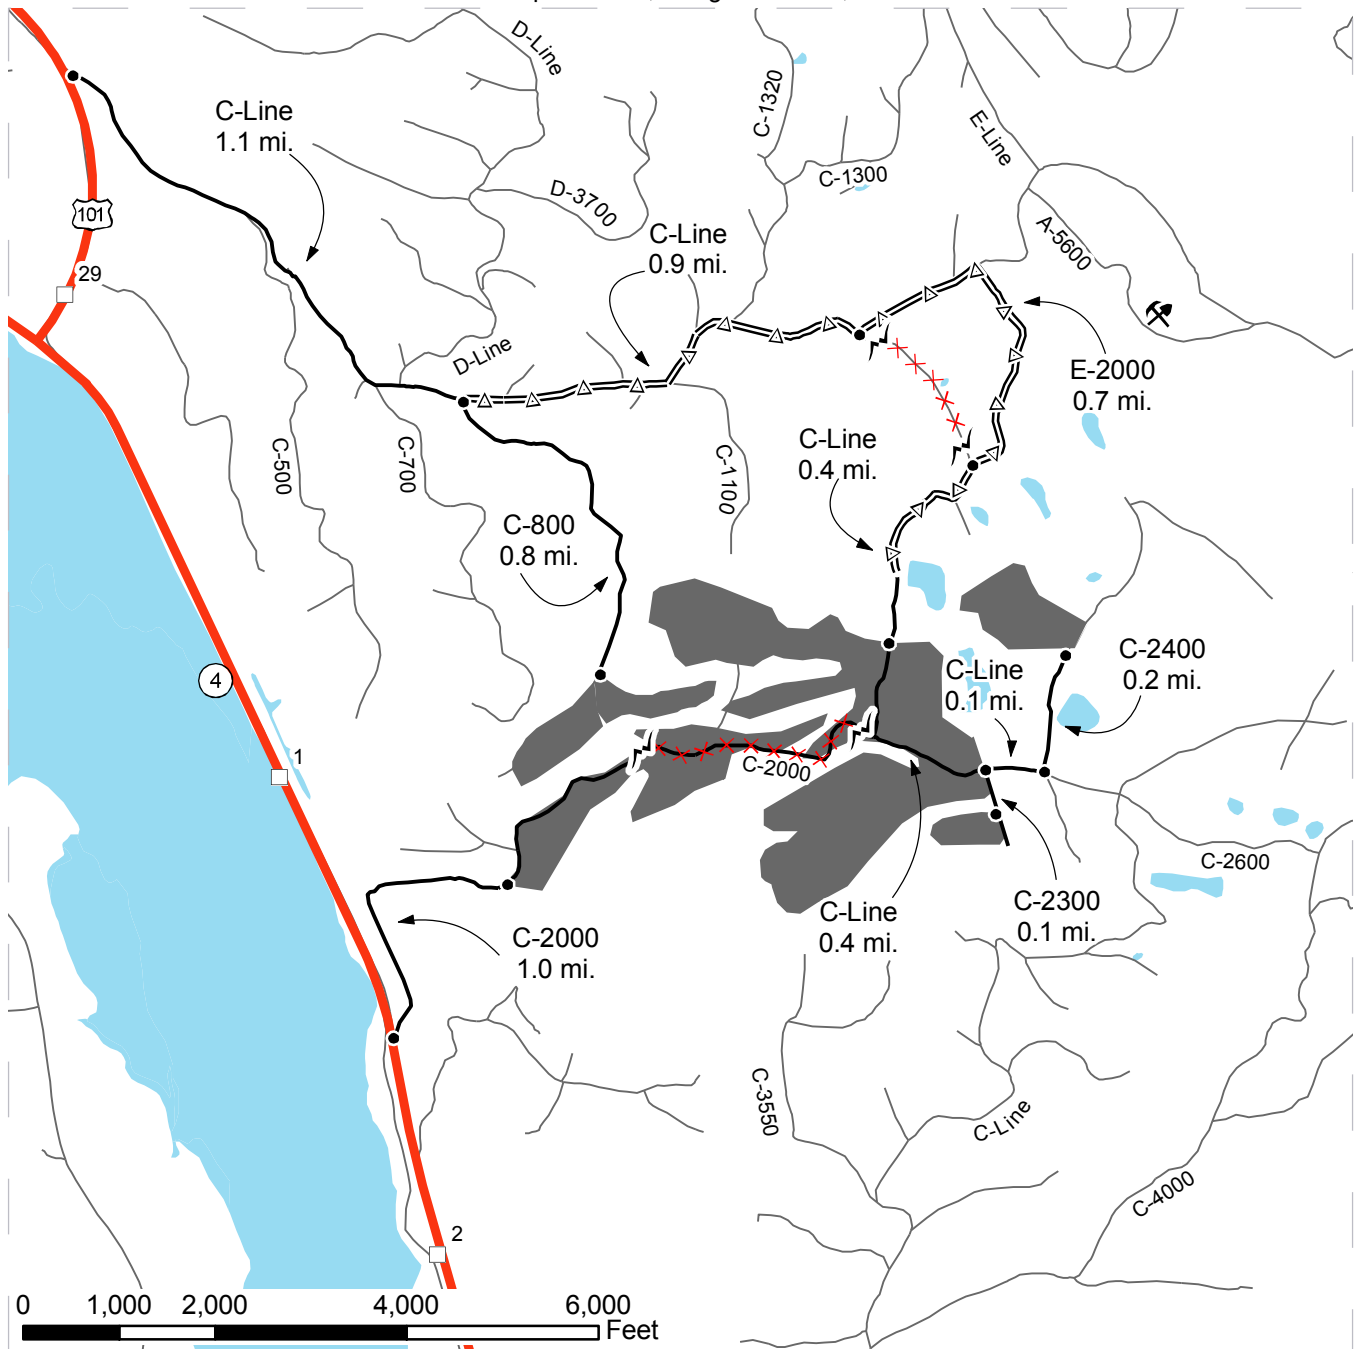 D-Line
C-Line
1.1 mi.
C-1320
E-Line
C-1300
D-3700
101
C-Line
0.9 mi.
A-5600
29
D-Line
E-2000
0.7 mi.
C-Line
0.4 mi.
C-500
C-700
C-1100
C-800
0.8 mi.
C-Line
0.1 mi.
C-2400
0.2 mi.
4
1
C-2000
C-2600
C-Line
0.4 mi.
C-2300
0.1 mi.
C-2000
1.0 mi.
C-3550
C-Line
C-4000
2
0 1,000 2,000 4,000 6,000
Feet